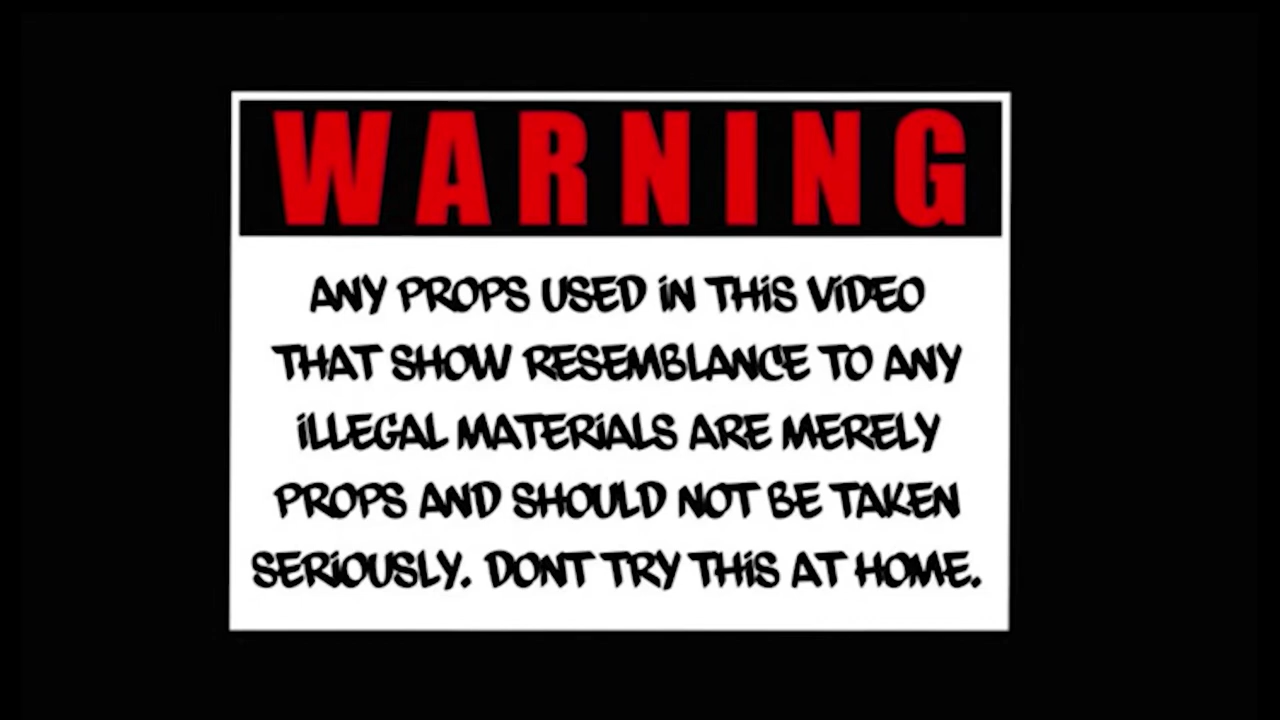 WARNING
ANY PROPS USED iN THiS ViDEO
THAT SHOW RESEMBLANCE TO ANY
iLLEGAL MATERiALS ARE MERELY
PROPS AND SHOULD NOT BE TAKEN
SERiOUSLY. DONT TRY THiS AT HOME.